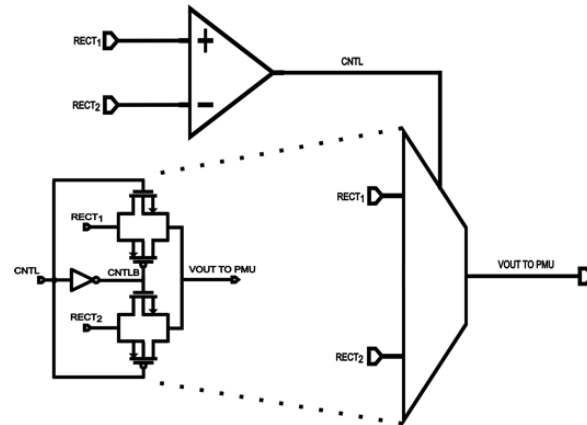 RECT1
+
CNTL
RECT2
-
RECT1
RECT1
CNTL
CNTLB
VOUT TO PMU
VOUT TO PMU
RECT2
RECT2